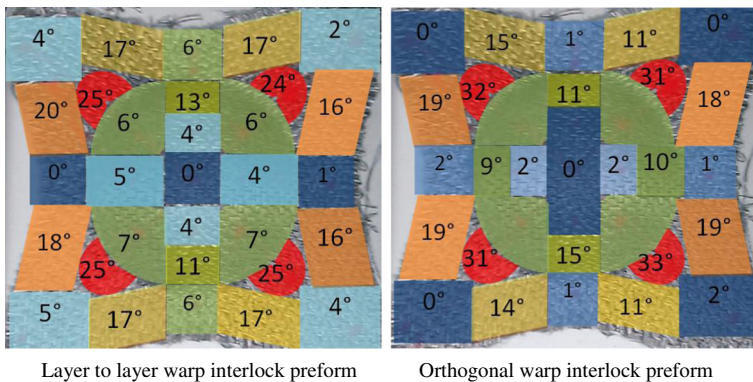 4° 17° 6° 17° 2°
20° 25° 13° 24° 16°
6° 4° 6°
0° 5° 0° 4° 1°
18° 7° 4° 7° 16°
25° 11° 25°
5° 17° 6° 17° 4°
Layer to layer warp interlock preform
0° 15° 1° 11° 0°
19° 32° 11° 31° 18°
2° 9° 2° 0° 2° 10° 1°
19° 31° 15° 33° 19°
0° 14° 1° 11° 2°
Orthogonal warp interlock preform